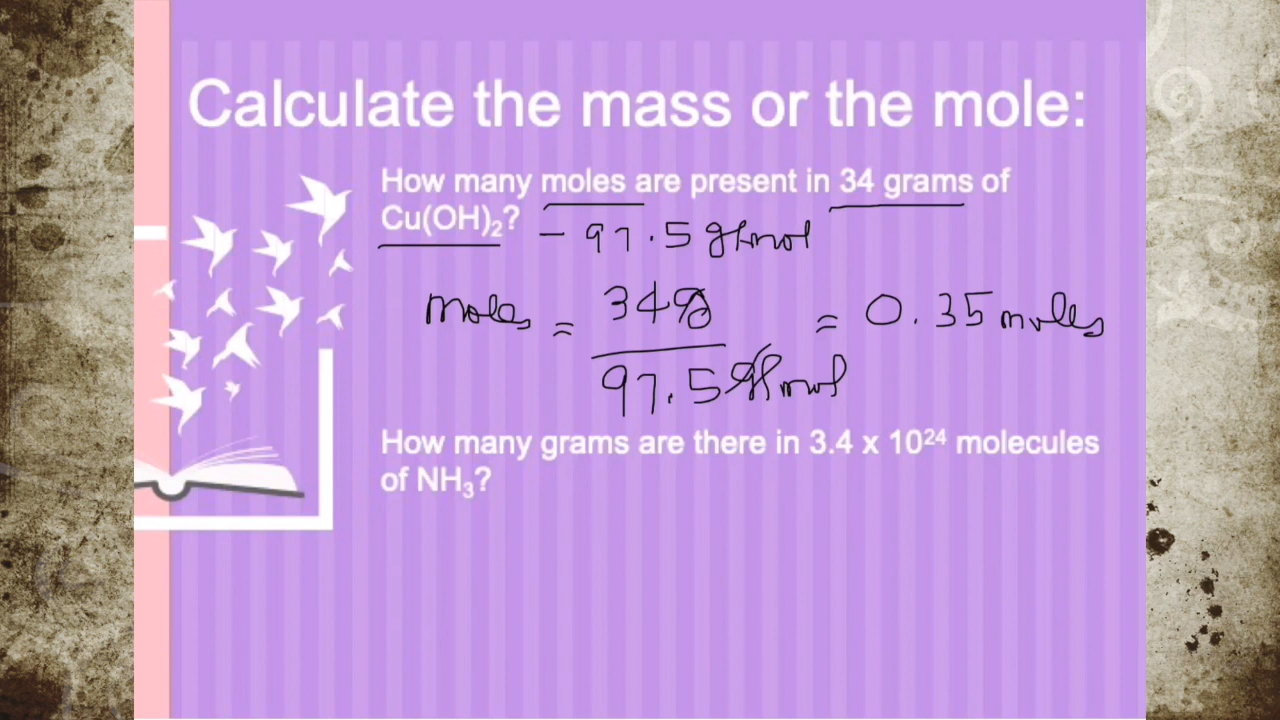 Calculate the mass or the mole:
How many moles are present in 34 grams of
Cu(OH)₂? - 97.5 g/mol
moles = 34g / 97.5 g/mol = 0.35 moles
How many grams are there in 3.4 x 10²⁴ molecules
of NH₃?